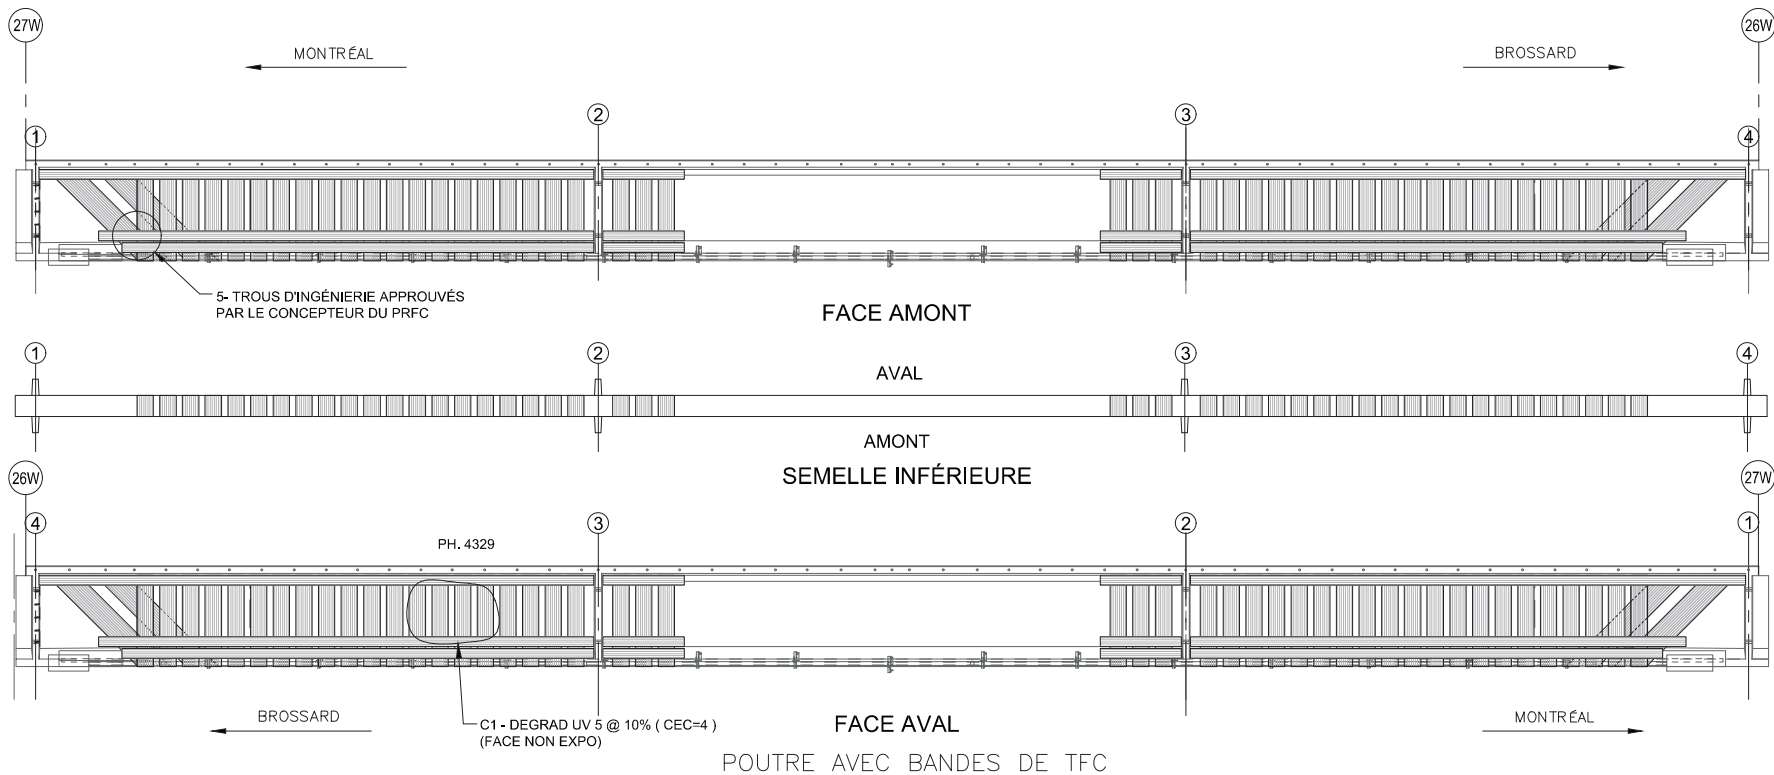 27W
26W
MONTRÉAL
BROSSARD
1
2
3
4
5- TROUS D'INGÉNIERIE APPROUVÉS
PAR LE CONCEPTEUR DU PRFC
FACE AMONT
1
2
3
4
AVAL
AMONT
SEMELLE INFÉRIEURE
26W
27W
4
3
2
1
PH. 4329
C1 - DEGRAD UV 5 @ 10% ( CEC=4 )
(FACE NON EXPO)
BROSSARD
FACE AVAL
MONTRÉAL
POUTRE AVEC BANDES DE TFC